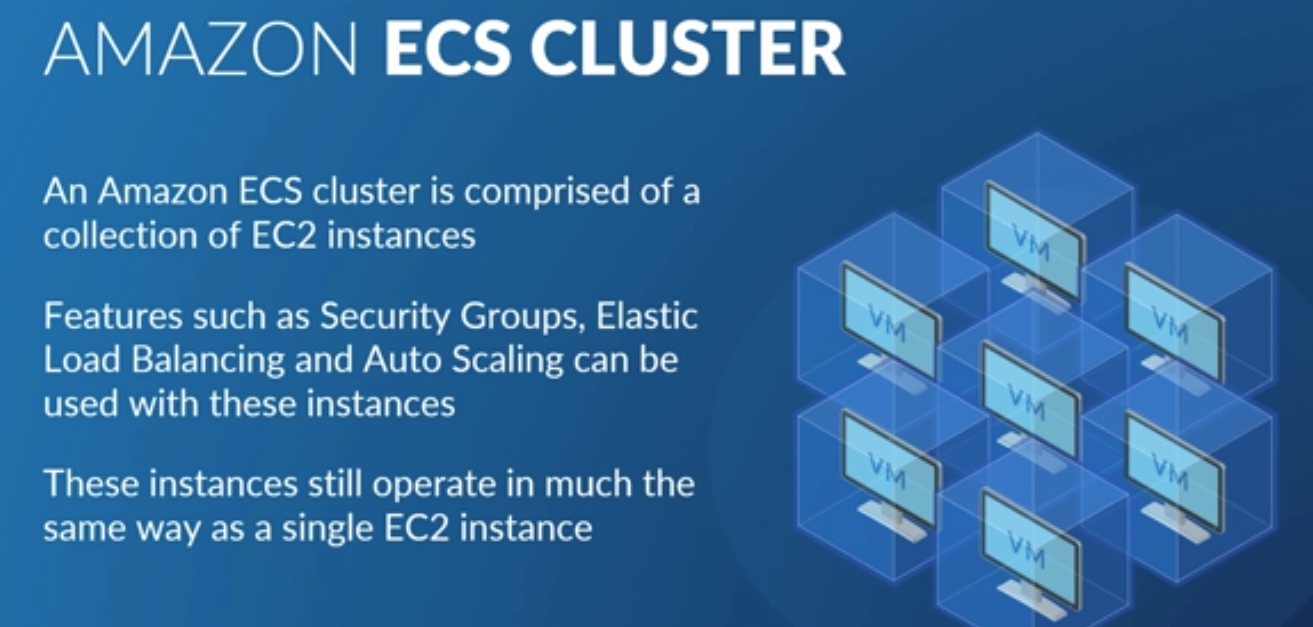 AMAZON ECS CLUSTER
An Amazon ECS cluster is comprised of a
collection of EC2 instances
Features such as Security Groups, Elastic
Load Balancing and Auto Scaling can be
used with these instances
These instances still operate in much the
same way as a single EC2 instance
VM
VM
VM
VM
VM
VM
VM